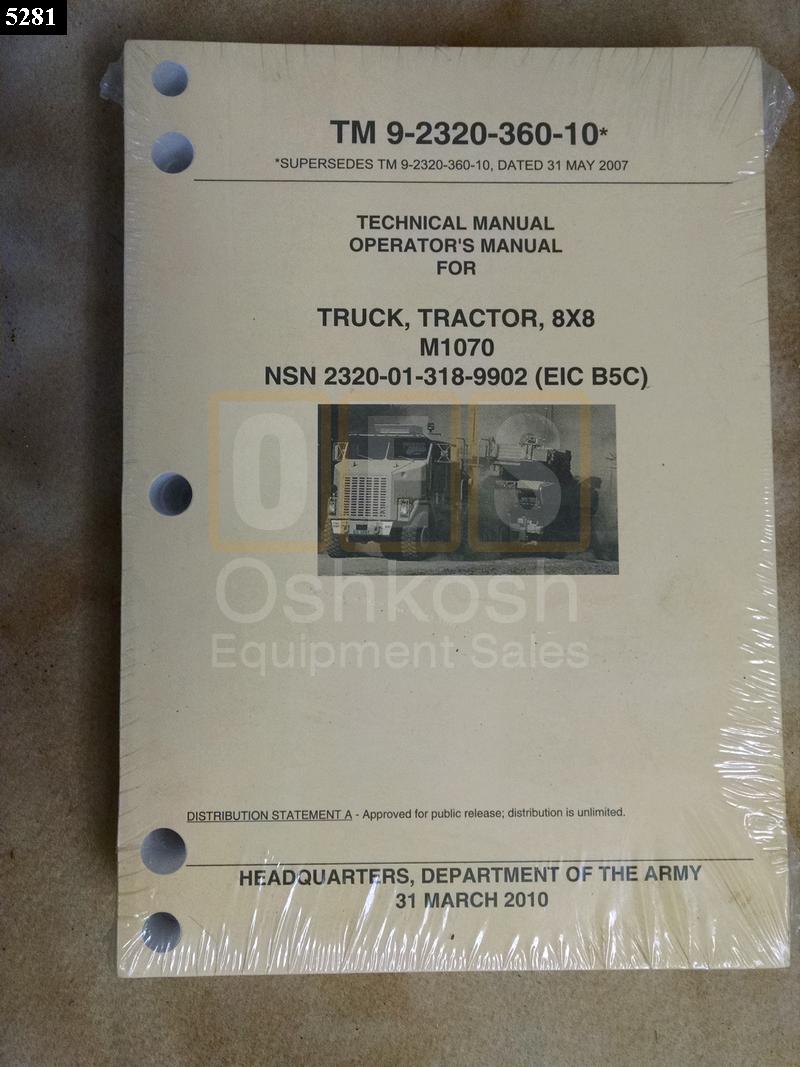 5281
TM 9-2320-360-10*
*SUPERSEDES TM 9-2320-360-10, DATED 31 MAY 2007
TECHNICAL MANUAL
OPERATOR'S MANUAL
FOR
TRUCK, TRACTOR, 8X8
M1070
NSN 2320-01-318-9902 (EIC B5C)
Oshkosh
Equipment Sales
DISTRIBUTION STATEMENT A - Approved for public release; distribution is unlimited.
HEADQUARTERS, DEPARTMENT OF THE ARMY
31 MARCH 2010